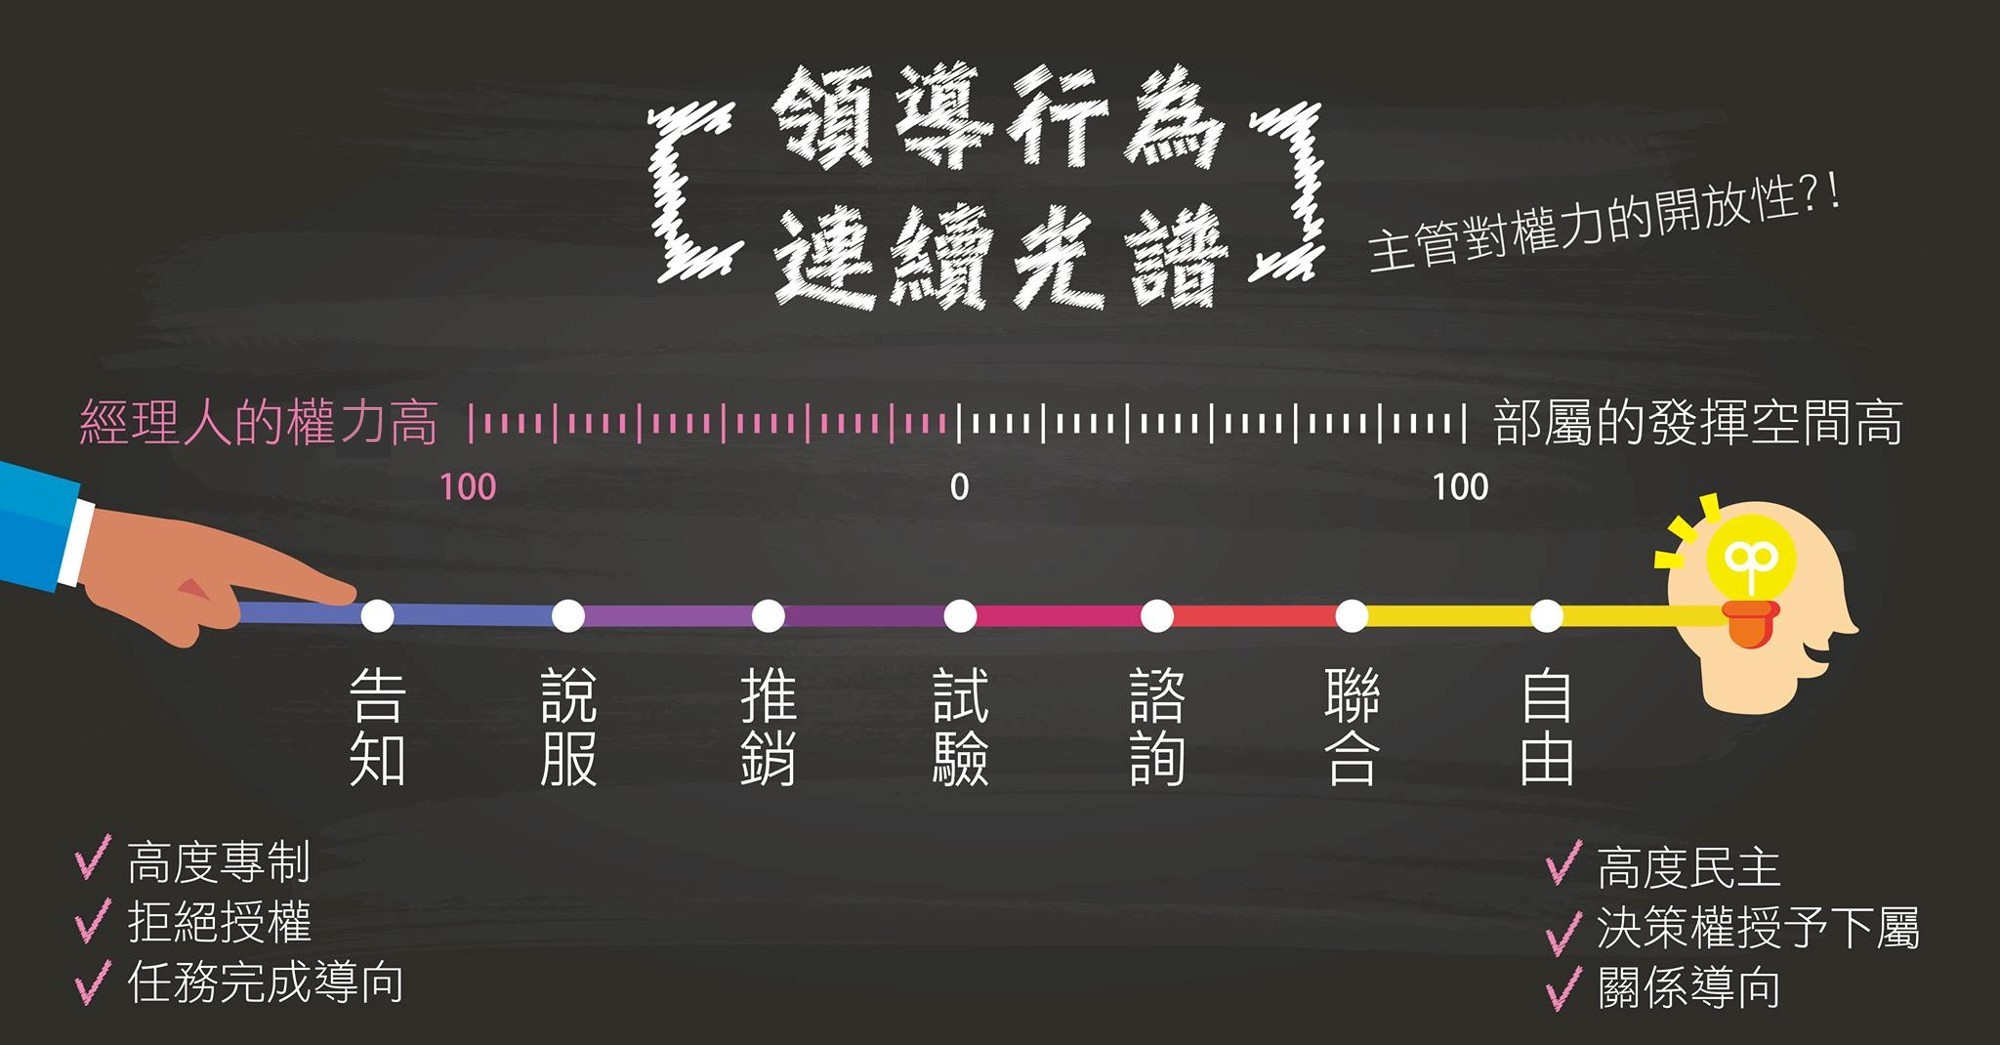 領導行為
連續光譜
主管對權力的開放性?!
經理人的權力高
部屬的發揮空間高
100
0
100
告知
說服
推銷
試驗
諮詢
聯合
自由
高度專制
拒絕授權
任務完成導向
高度民主
決策權授予下屬
關係導向